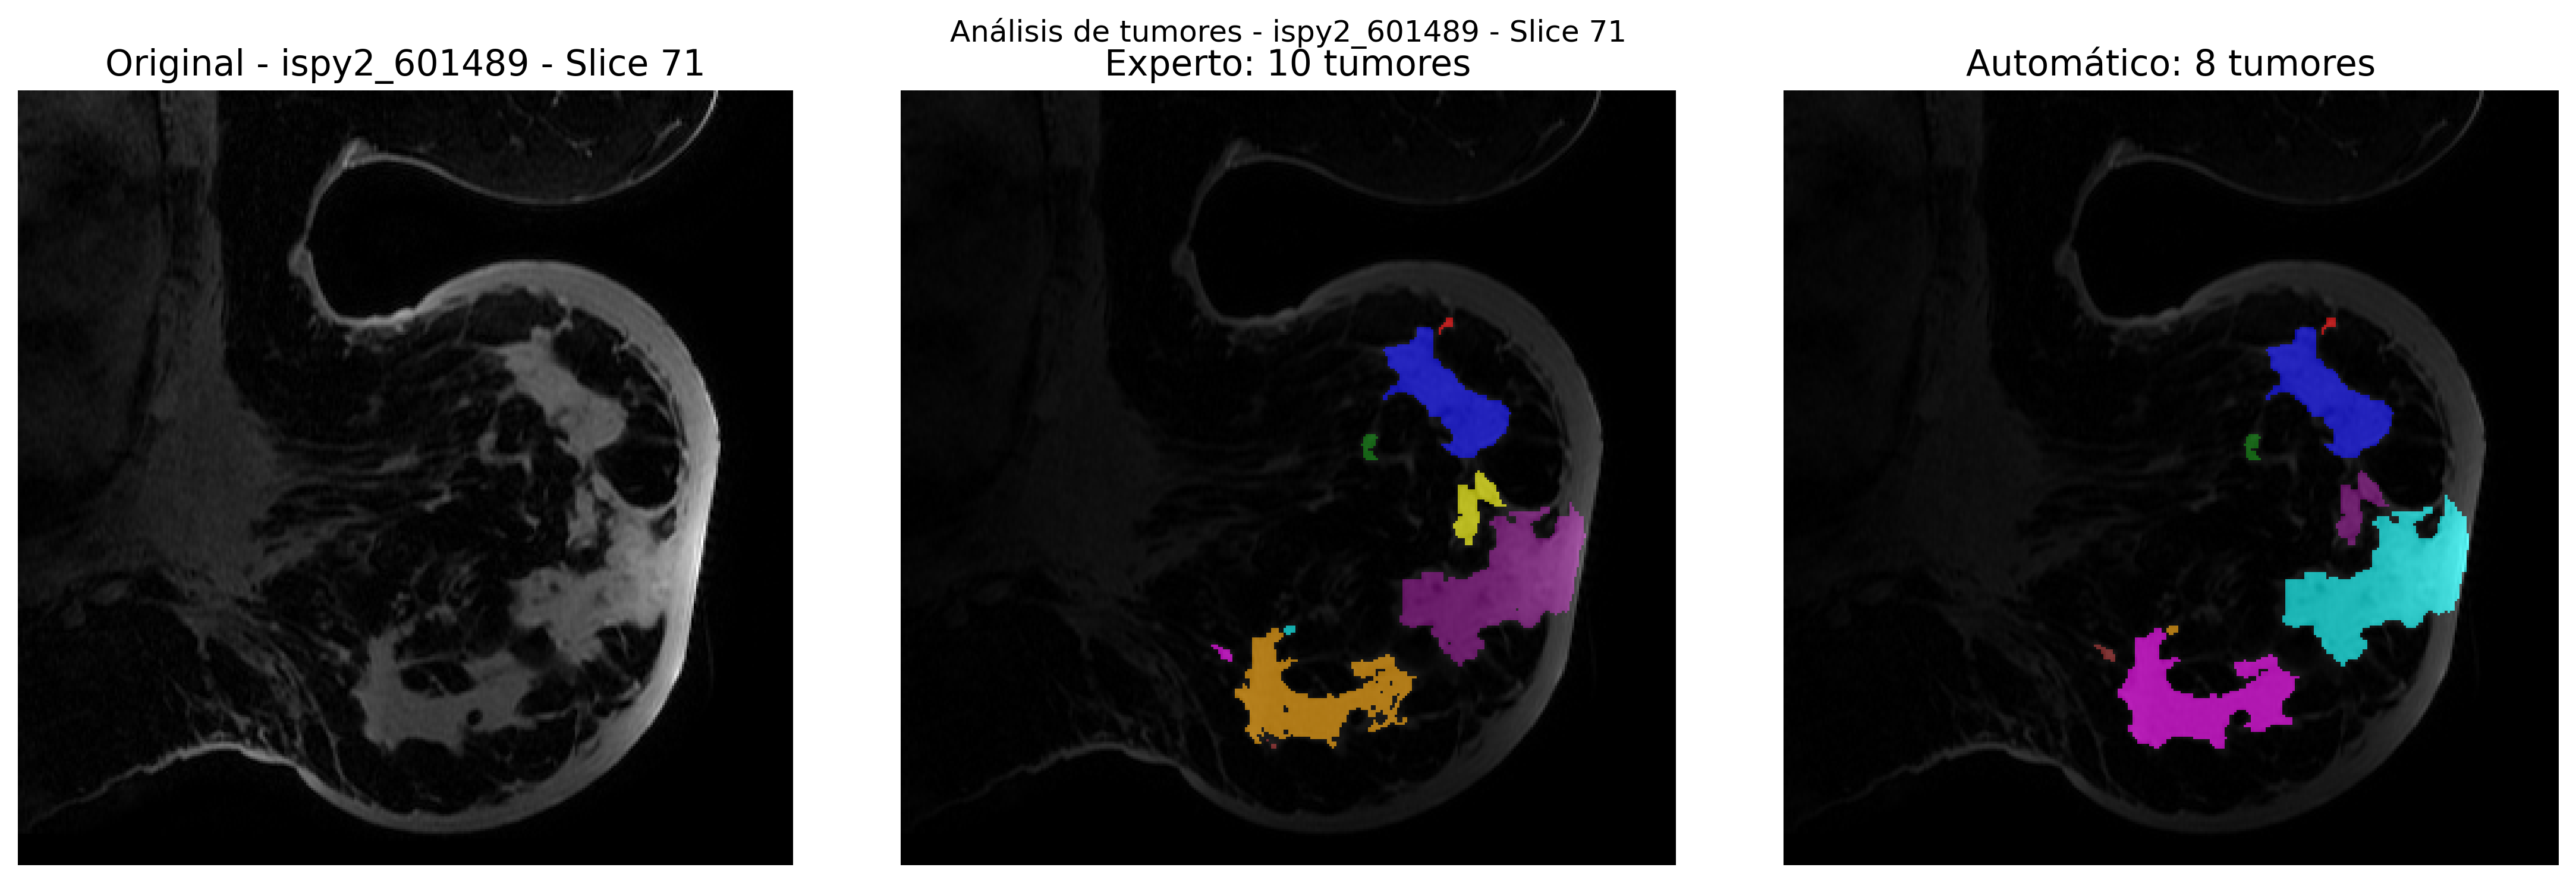 Análisis de tumores - ispy2_601489 - Slice 71
Original - ispy2_601489 - Slice 71
Experto: 10 tumores
Automático: 8 tumores